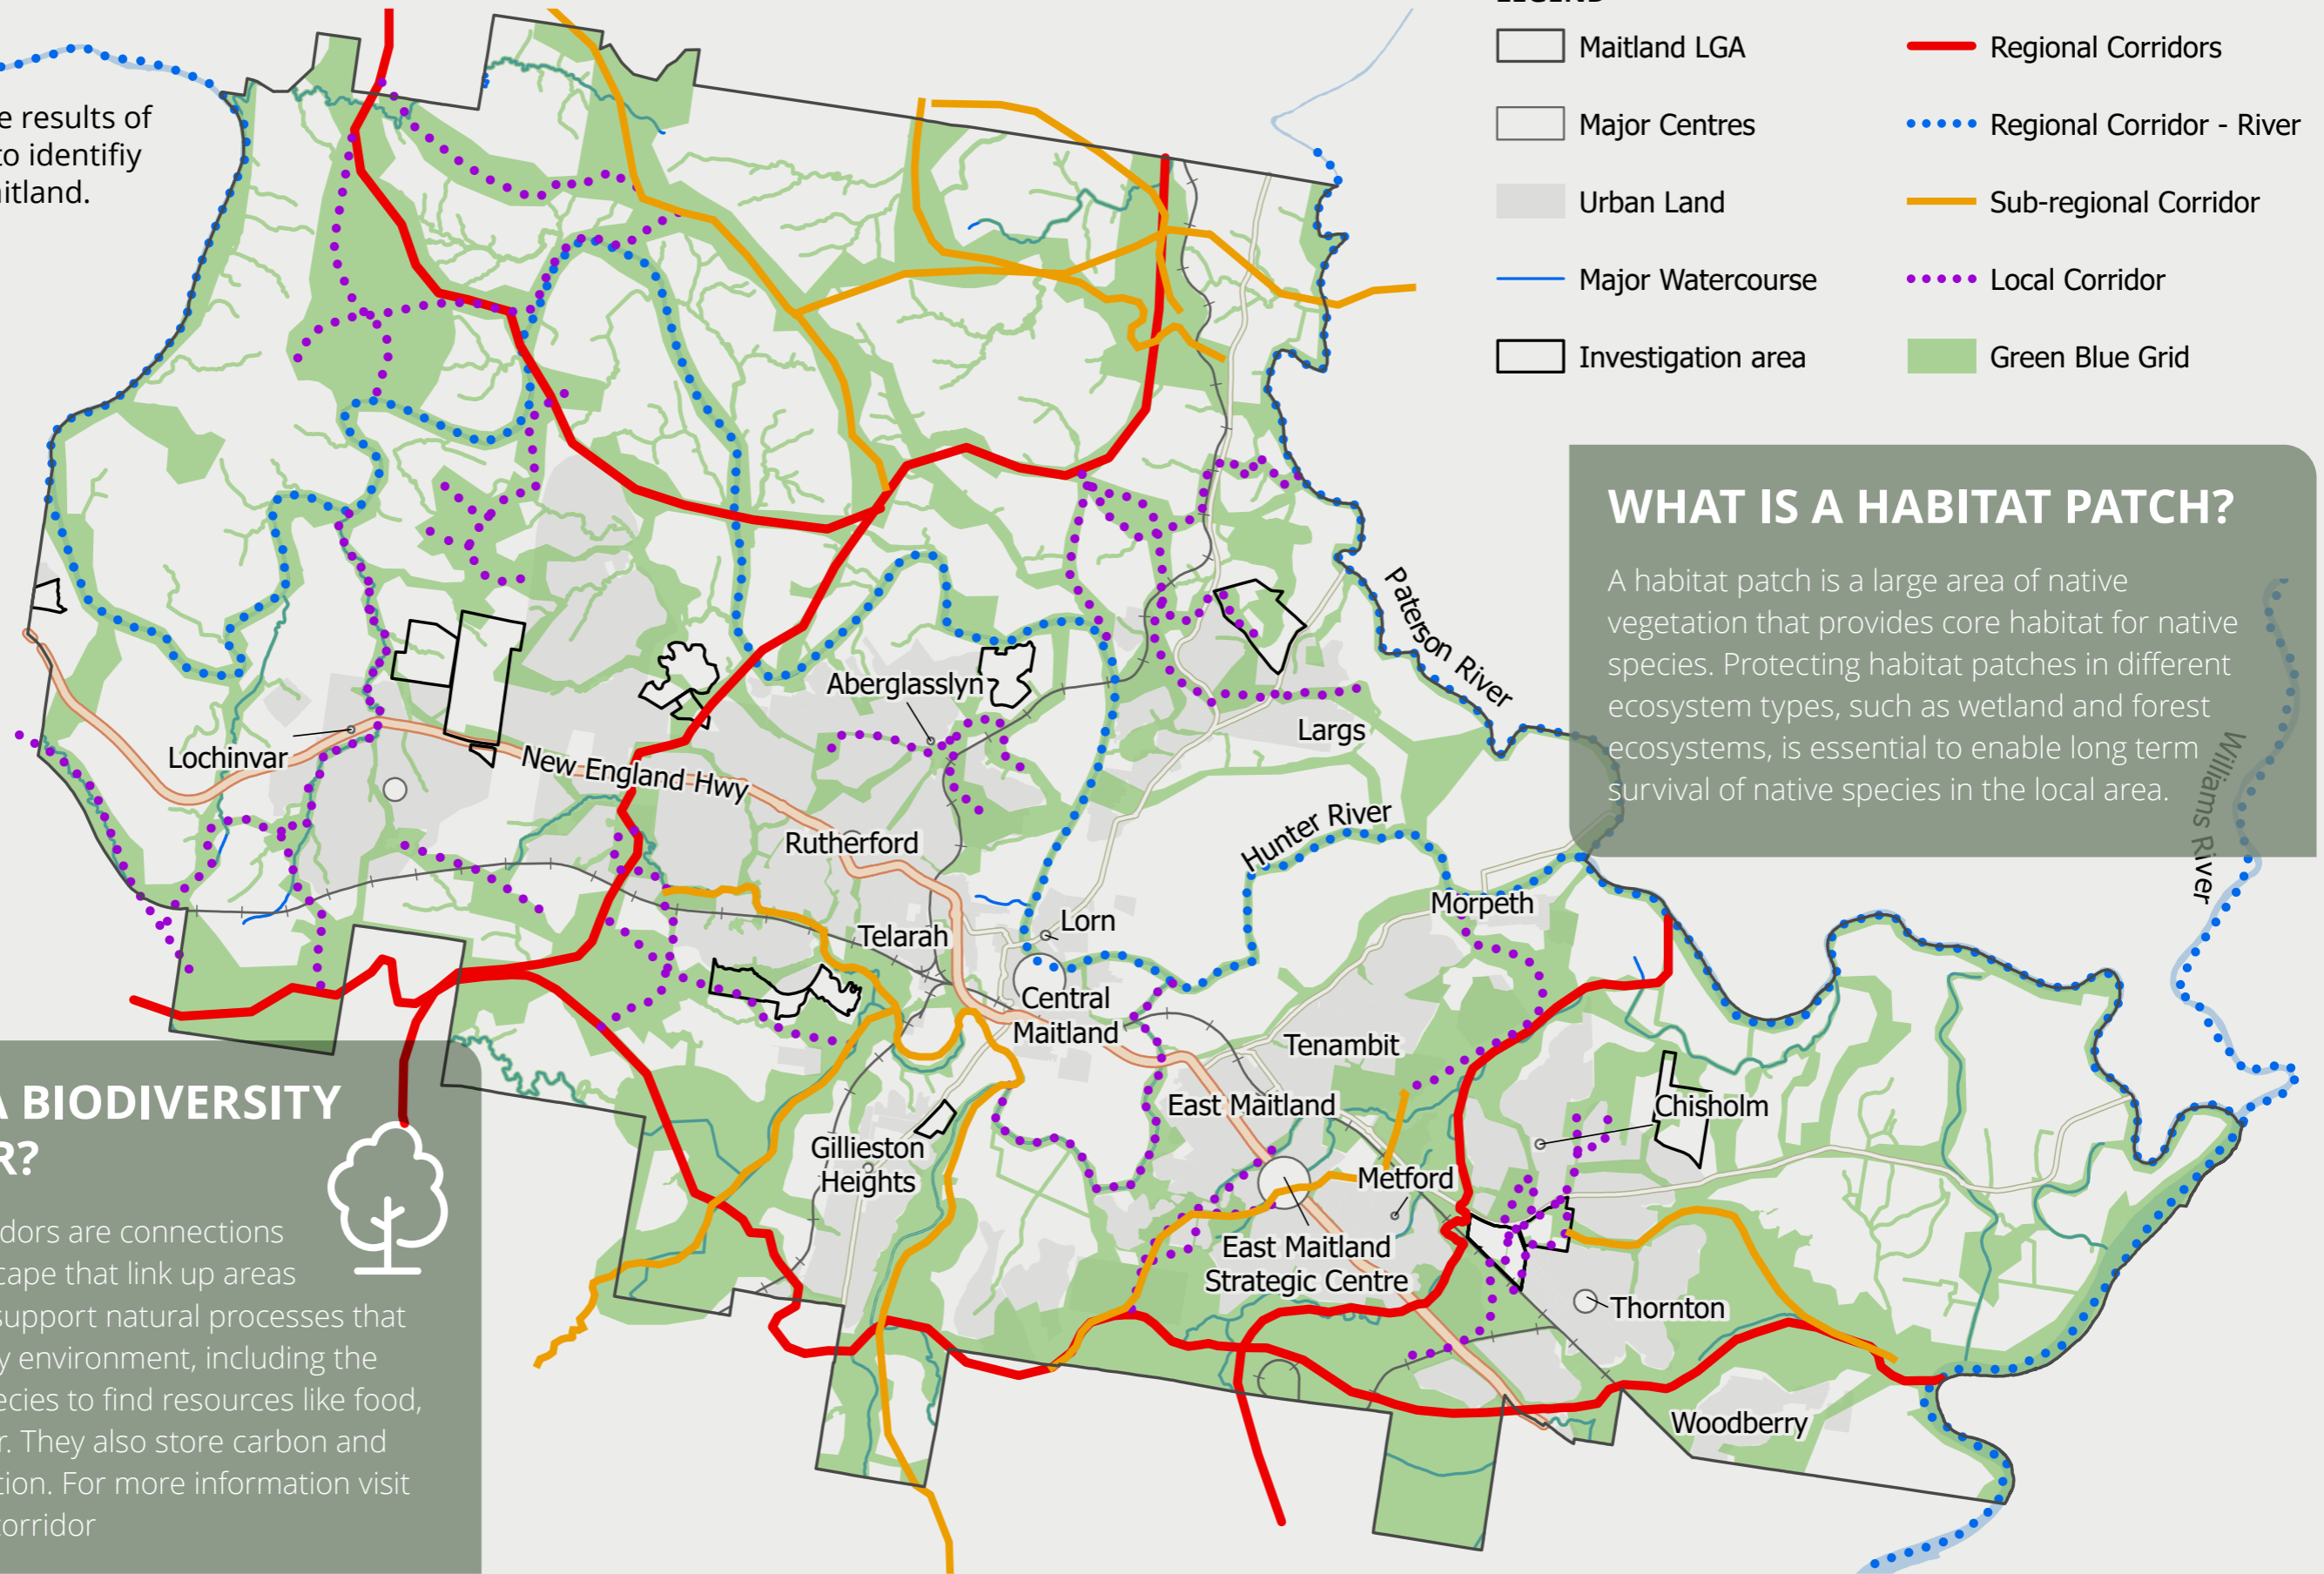 LEGEND
Maitland LGA
Major Centres
Urban Land
Major Watercourse
Investigation area
Regional Corridors
Regional Corridor - River
Sub-regional Corridor
Local Corridor
Green Blue Grid
e results of
to identifiy
aitland.
WHAT IS A HABITAT PATCH?
A habitat patch is a large area of native
vegetation that provides core habitat for native
species. Protecting habitat patches in different
ecosystem types, such as wetland and forest
ecosystems, is essential to enable long term
survival of native species in the local area.
Paterson River
Williams River
Aberglasslyn
Largs
Lochinvar
New England Hwy
Rutherford
Hunter River
Morpeth
Lorn
Telarah
Central
Maitland
Tenambit
East Maitland
Chisholm
Gillieston
Heights
Metford
East Maitland
Strategic Centre
Thornton
Woodberry
A BIODIVERSITY
R?
dors are connections
cape that link up areas
support natural processes that
y environment, including the
ecies to find resources like food,
r. They also store carbon and
tion. For more information visit
corridor